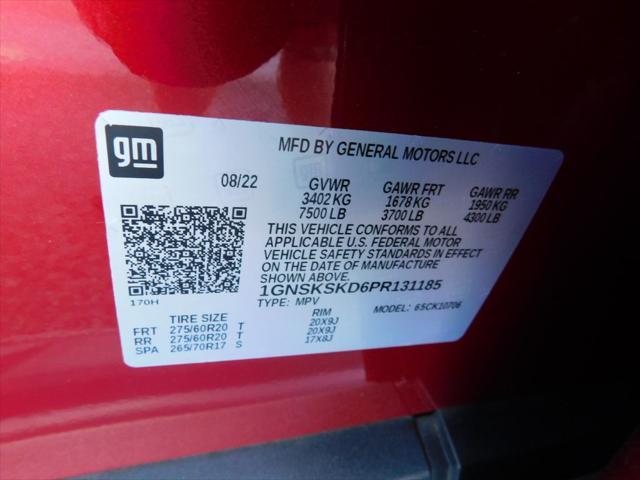 gm
MFD BY GENERAL MOTORS LLC
08/22 GVWR GAWR FRT GAWR RR
3402 KG 1678 KG 1950 KG
7500 LB 3700 LB 4300 LB
THIS VEHICLE CONFORMS TO ALL
APPLICABLE U.S. FEDERAL MOTOR
VEHICLE SAFETY STANDARDS IN EFFECT
ON THE DATE OF MANUFACTURE
SHOWN ABOVE.
1GNSKSKD6PR131185
170H TYPE: MPV MODEL: 65CK10706
TIRE SIZE RIM
FRT 275/60R20 T 20X9J
RR 275/60R20 T 20X9J
SPA 265/70R17 S 17X8J